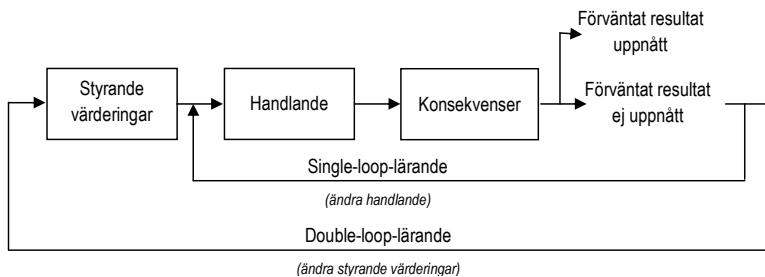 Förväntat resultat
uppnått
Styrande
värderingar
Handlande
Konsekvenser
Förväntat resultat
ej uppnått
Single-loop-lärande
(ändra handlande)
Double-loop-lärande
(ändra styrande värderingar)